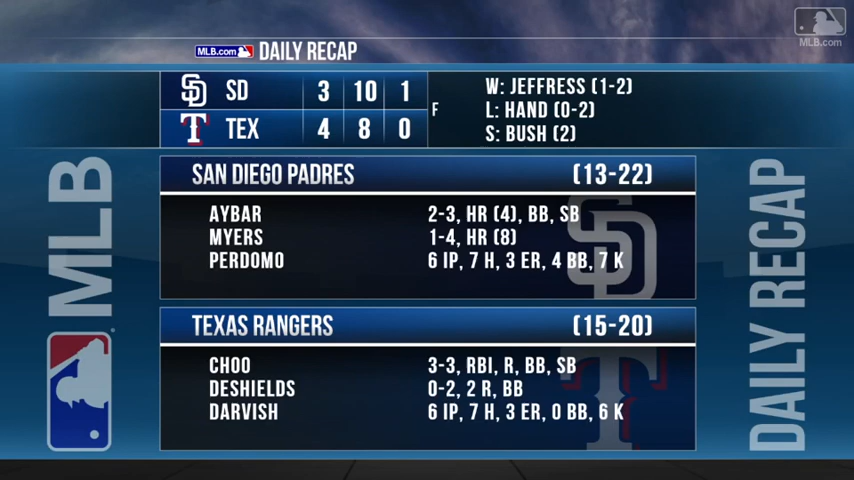 MLB.com DAILY RECAP
MLB.com
SD 3 10 1
TEX 4 8 0
F
W: JEFFRESS (1-2)
L: HAND (0-2)
S: BUSH (2)
SAN DIEGO PADRES (13-22)
AYBAR 2-3, HR (4), BB, SB
MYERS 1-4, HR (8)
PERDOMO 6 IP, 7 H, 3 ER, 4 BB, 7 K
TEXAS RANGERS (15-20)
CHOO 3-3, RBI, R, BB, SB
DESHIELDS 0-2, 2 R, BB
DARVISH 6 IP, 7 H, 3 ER, 0 BB, 6 K
MLB
DAILY RECAP
SD
T
SD
T